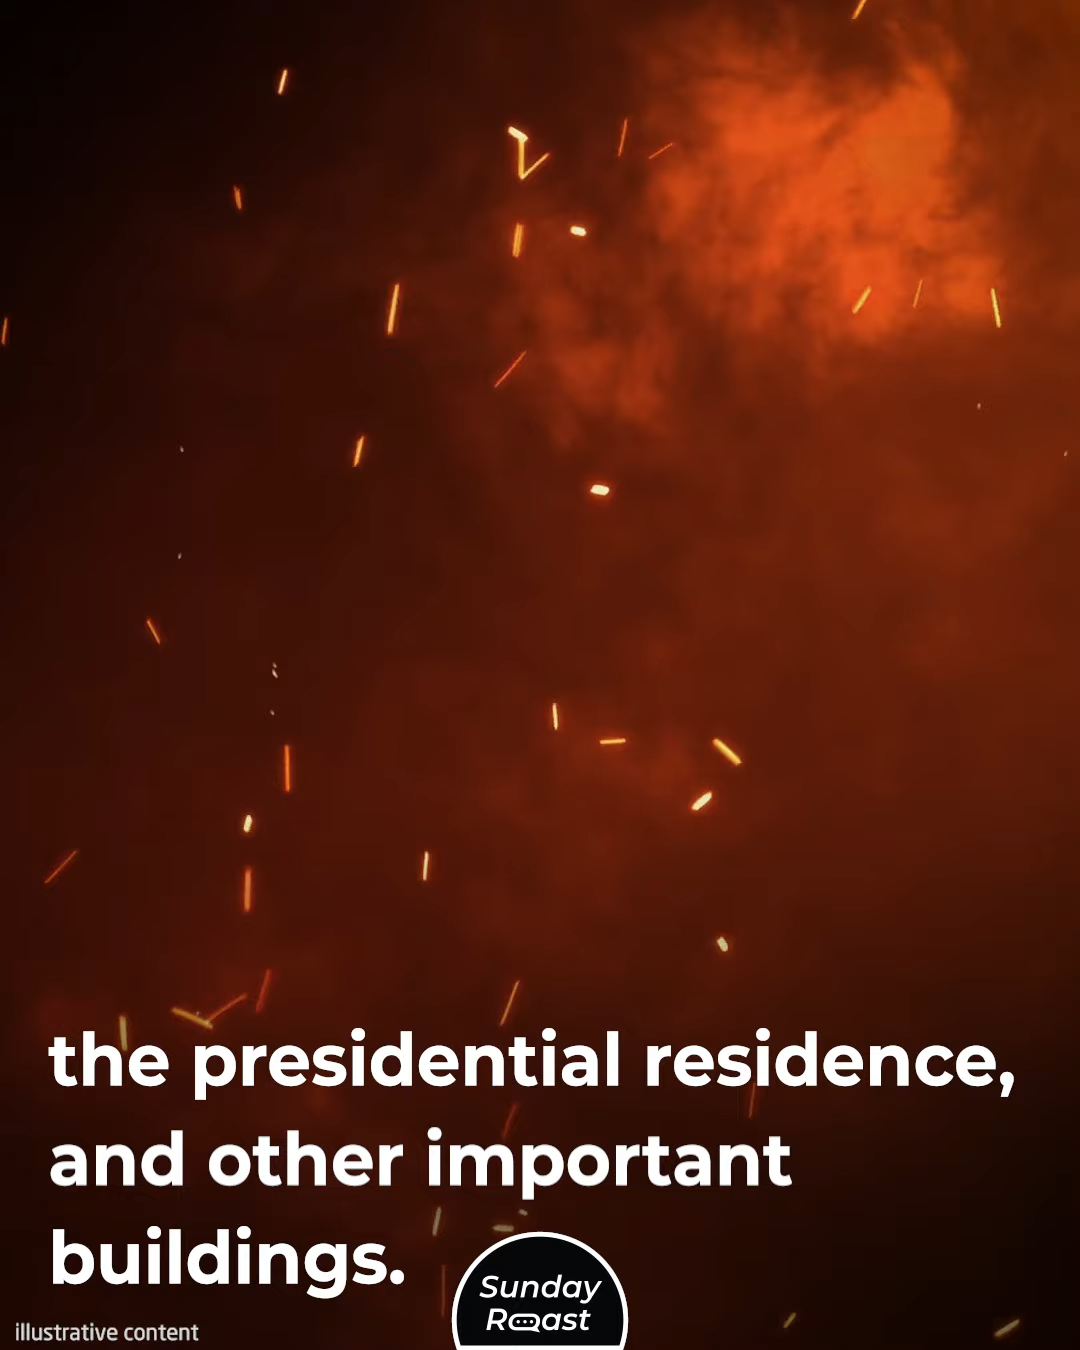 the presidential residence,
and other important
buildings.
Sunday
Roast
illustrative content